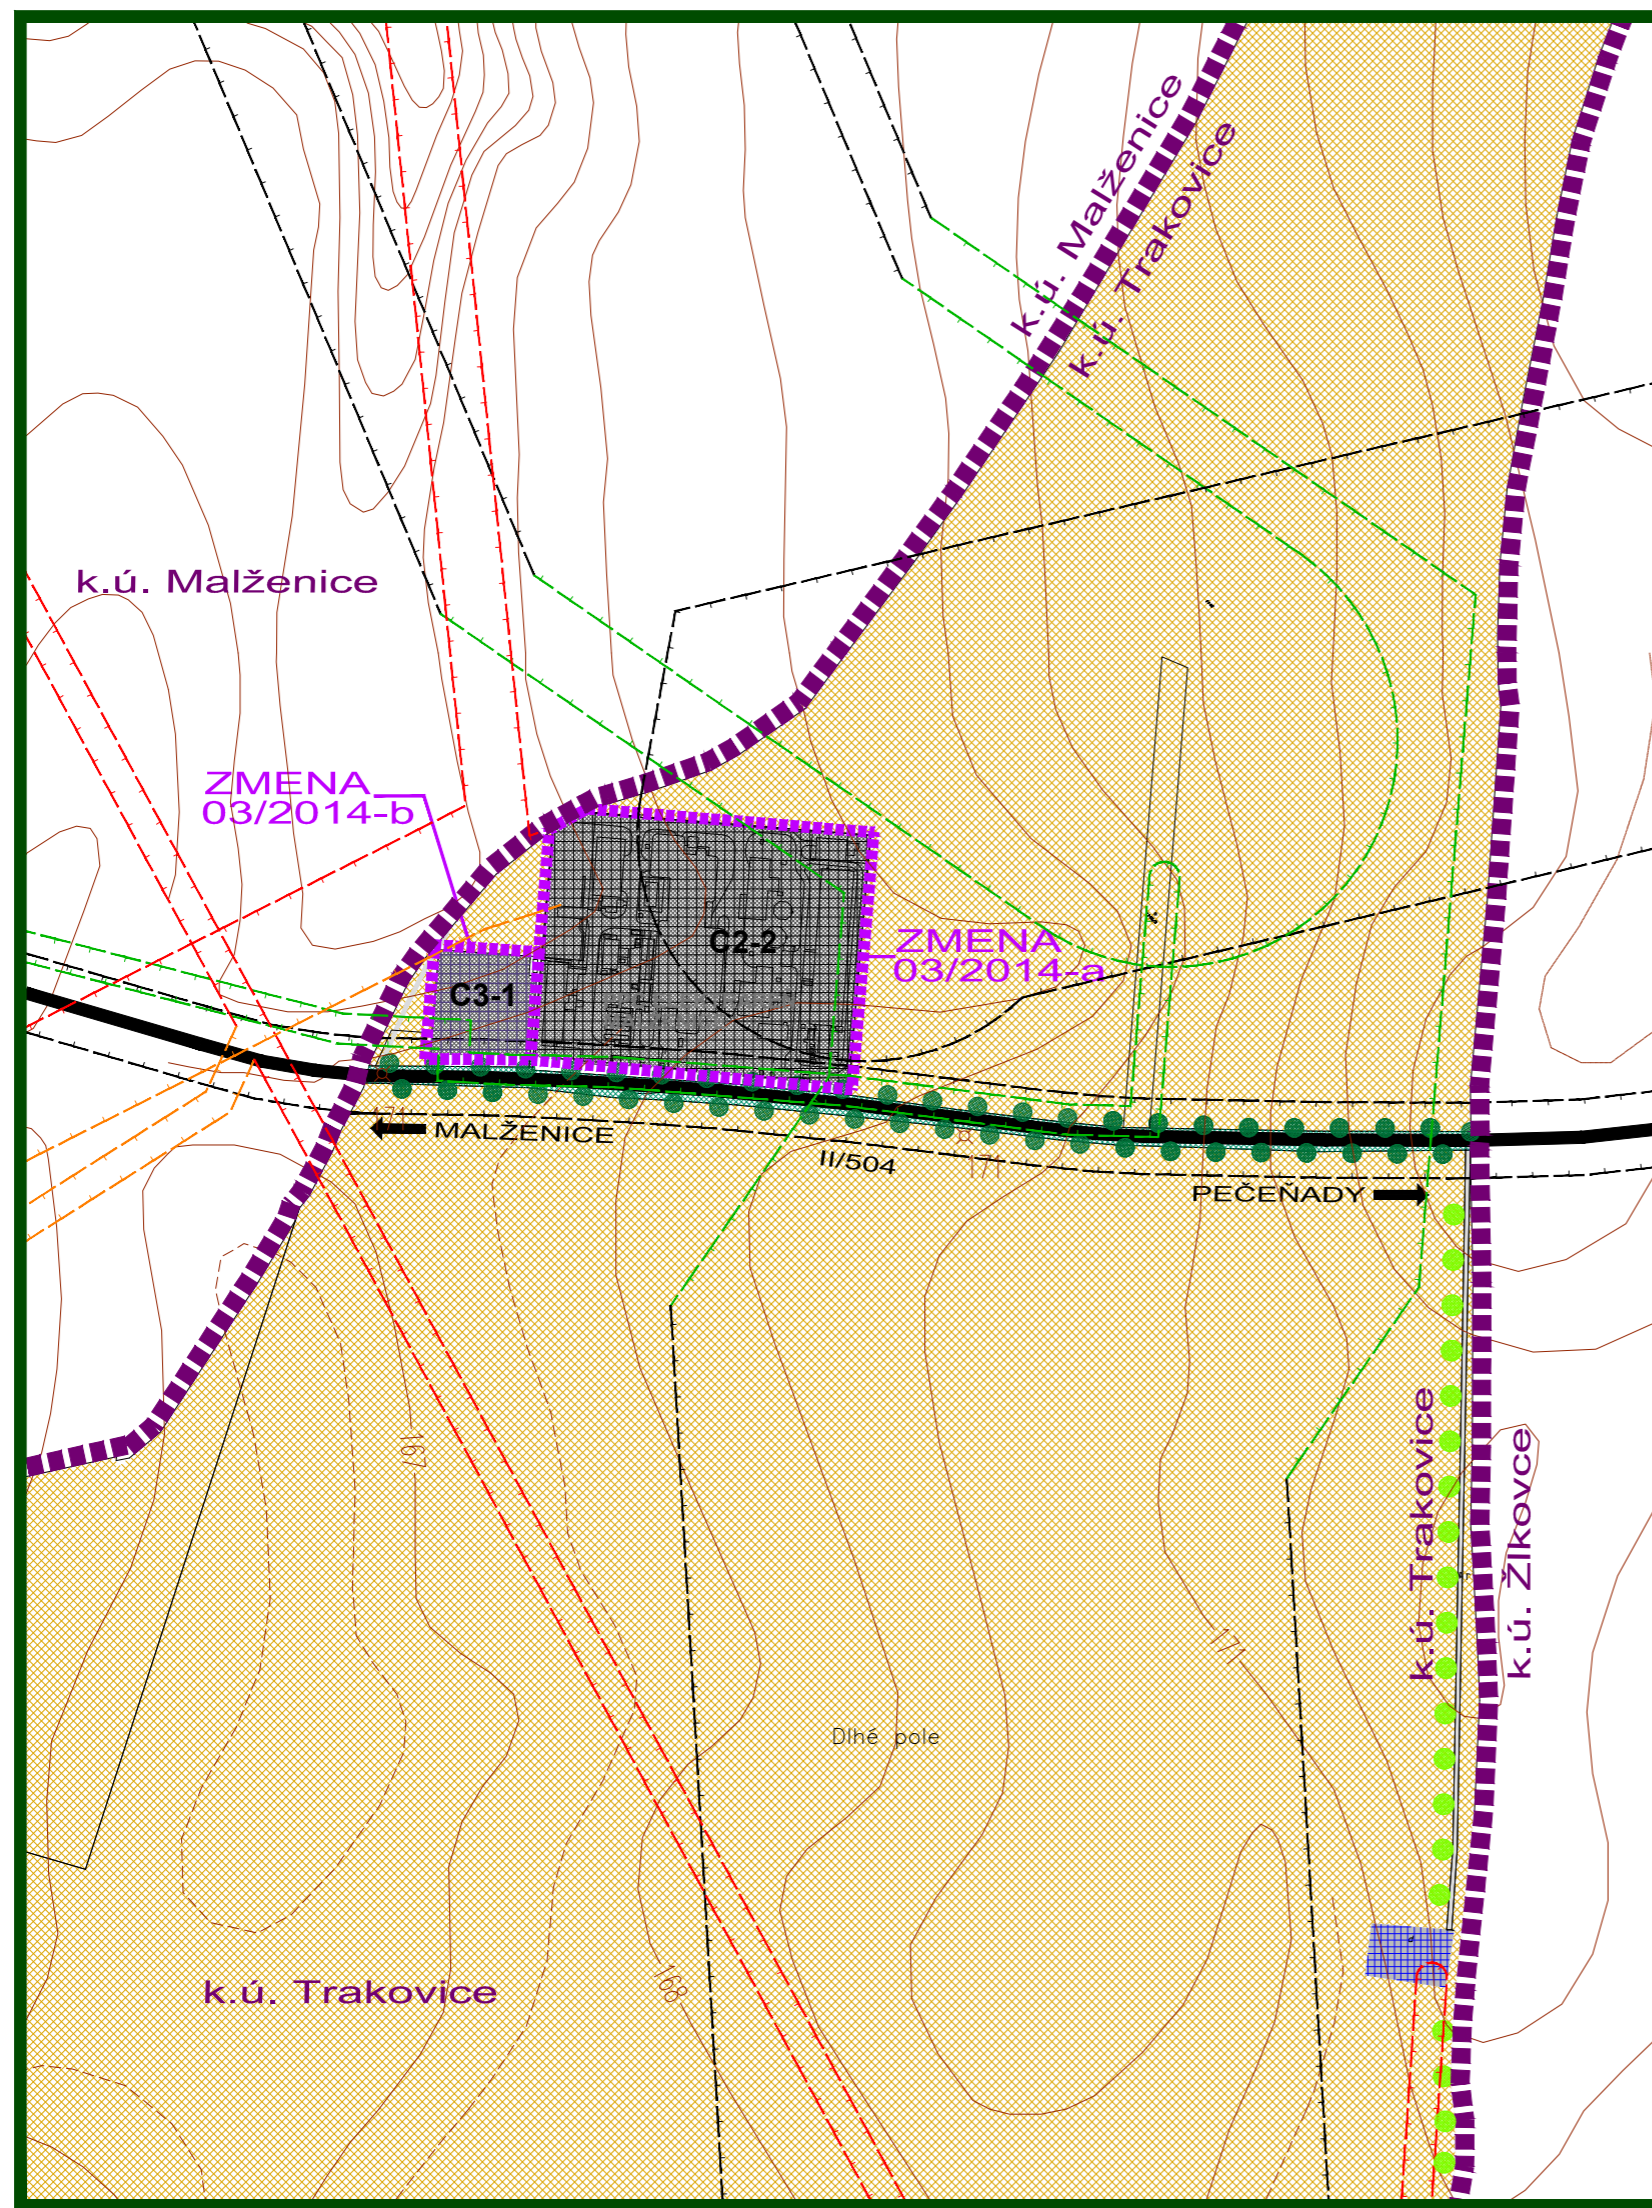 k.ú. Malženice
k.ú. Trakovice
k.ú. Malženice
ZMENA
03/2014-b
C2-2
ZMENA
03/2014-a
C3-1
171
MALŽENICE
II/504
171
PEČEŇADY
167
k.ú. Trakovice
k.ú. Žlkovce
171
Dlhé pole
k.ú. Trakovice
168